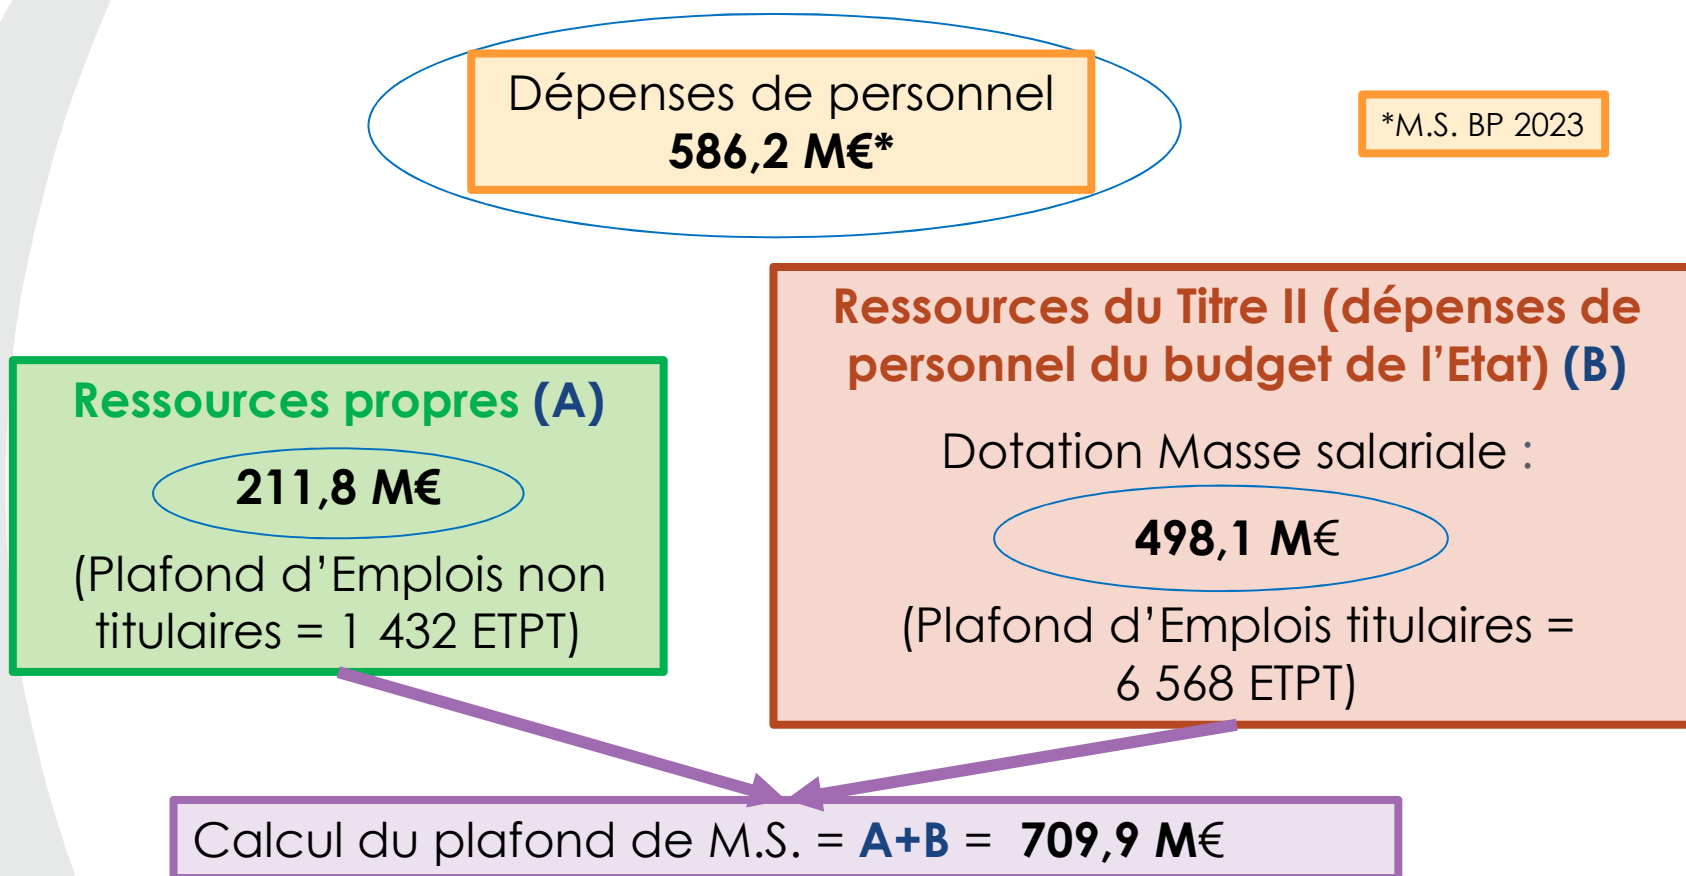 Dépenses de personnel
586,2 M€*
*M.S. BP 2023
Ressources propres (A)
211,8 M€
(Plafond d’Emplois non
titulaires = 1 432 ETPT)
Ressources du Titre II (dépenses de
personnel du budget de l’Etat) (B)
Dotation Masse salariale :
498,1 M€
(Plafond d’Emplois titulaires =
6 568 ETPT)
Calcul du plafond de M.S. = A+B = 709,9 M€